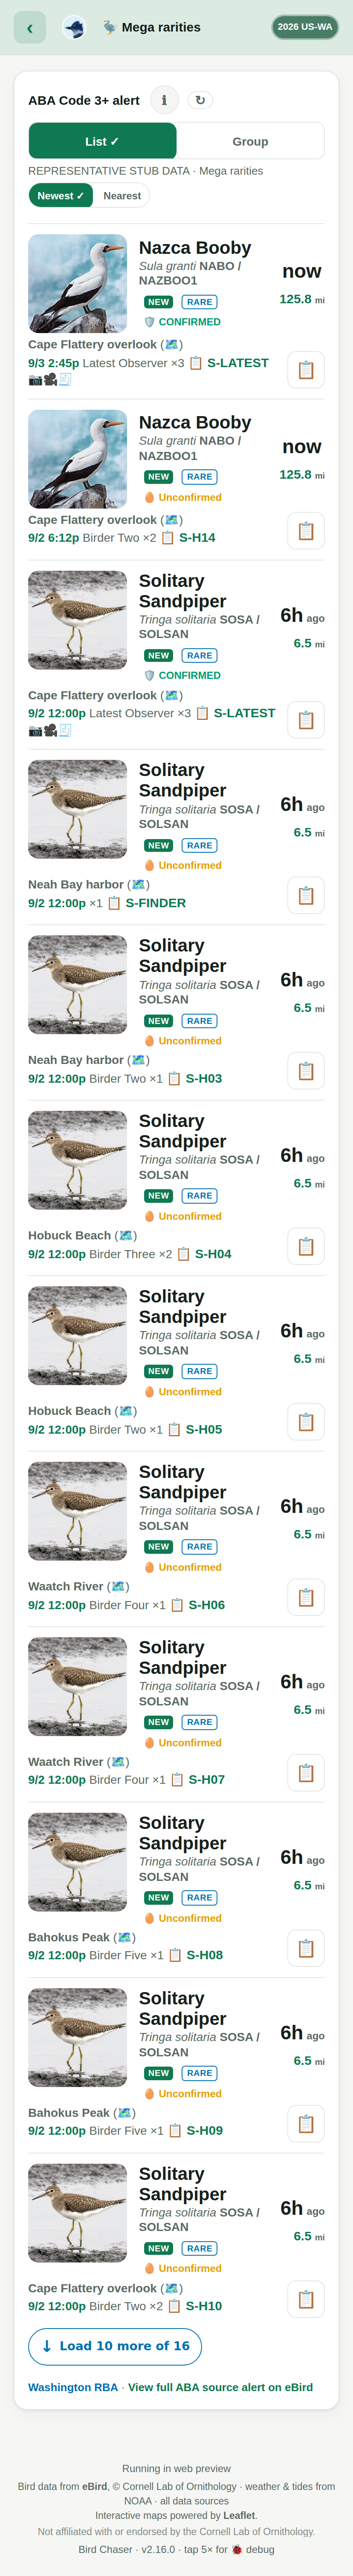 ‹ 🦤 Mega rarities 2026 US-WA
ABA Code 3+ alert ℹ ↻
List ✓ Group
REPRESENTATIVE STUB DATA · Mega rarities
Newest ✓ Nearest
Nazca Booby
Sula granti NABO /
NAZBOO1
NEW RARE
🛡️ CONFIRMED
now
125.8 mi
Cape Flattery overlook (🗺️)
9/3 2:45p Latest Observer ×3 📋 S-LATEST
📷🎥🧾
📋
Nazca Booby
Sula granti NABO /
NAZBOO1
NEW RARE
🥚 Unconfirmed
now
125.8 mi
Cape Flattery overlook (🗺️)
9/2 6:12p Birder Two ×2 📋 S-H14
📋
Solitary
Sandpiper
Tringa solitaria SOSA /
SOLSAN
NEW RARE
🛡️ CONFIRMED
6h ago
6.5 mi
Cape Flattery overlook (🗺️)
9/2 12:00p Latest Observer ×3 📋 S-LATEST
📷🎥🧾
📋
Solitary
Sandpiper
Tringa solitaria SOSA /
SOLSAN
NEW RARE
🥚 Unconfirmed
6h ago
6.5 mi
Neah Bay harbor (🗺️)
9/2 12:00p ×1 📋 S-FINDER
📋
Solitary
Sandpiper
Tringa solitaria SOSA /
SOLSAN
NEW RARE
🥚 Unconfirmed
6h ago
6.5 mi
Neah Bay harbor (🗺️)
9/2 12:00p Birder Two ×1 📋 S-H03
📋
Solitary
Sandpiper
Tringa solitaria SOSA /
SOLSAN
NEW RARE
🥚 Unconfirmed
6h ago
6.5 mi
Hobuck Beach (🗺️)
9/2 12:00p Birder Three ×2 📋 S-H04
📋
Solitary
Sandpiper
Tringa solitaria SOSA /
SOLSAN
NEW RARE
🥚 Unconfirmed
6h ago
6.5 mi
Hobuck Beach (🗺️)
9/2 12:00p Birder Two ×1 📋 S-H05
📋
Solitary
Sandpiper
Tringa solitaria SOSA /
SOLSAN
NEW RARE
🥚 Unconfirmed
6h ago
6.5 mi
Waatch River (🗺️)
9/2 12:00p Birder Four ×1 📋 S-H06
📋
Solitary
Sandpiper
Tringa solitaria SOSA /
SOLSAN
NEW RARE
🥚 Unconfirmed
6h ago
6.5 mi
Waatch River (🗺️)
9/2 12:00p Birder Four ×1 📋 S-H07
📋
Solitary
Sandpiper
Tringa solitaria SOSA /
SOLSAN
NEW RARE
🥚 Unconfirmed
6h ago
6.5 mi
Bahokus Peak (🗺️)
9/2 12:00p Birder Five ×1 📋 S-H08
📋
Solitary
Sandpiper
Tringa solitaria SOSA /
SOLSAN
NEW RARE
🥚 Unconfirmed
6h ago
6.5 mi
Bahokus Peak (🗺️)
9/2 12:00p Birder Five ×1 📋 S-H09
📋
Solitary
Sandpiper
Tringa solitaria SOSA /
SOLSAN
NEW RARE
🥚 Unconfirmed
6h ago
6.5 mi
Cape Flattery overlook (🗺️)
9/2 12:00p Birder Two ×2 📋 S-H10
📋
↓ Load 10 more of 16
Washington RBA · View full ABA source alert on eBird
Running in web preview
Bird data from eBird, © Cornell Lab of Ornithology · weather & tides from
NOAA · all data sources
Interactive maps powered by Leaflet.
Not affiliated with or endorsed by the Cornell Lab of Ornithology.
Bird Chaser · v2.16.0 · tap 5× for 🐞 debug